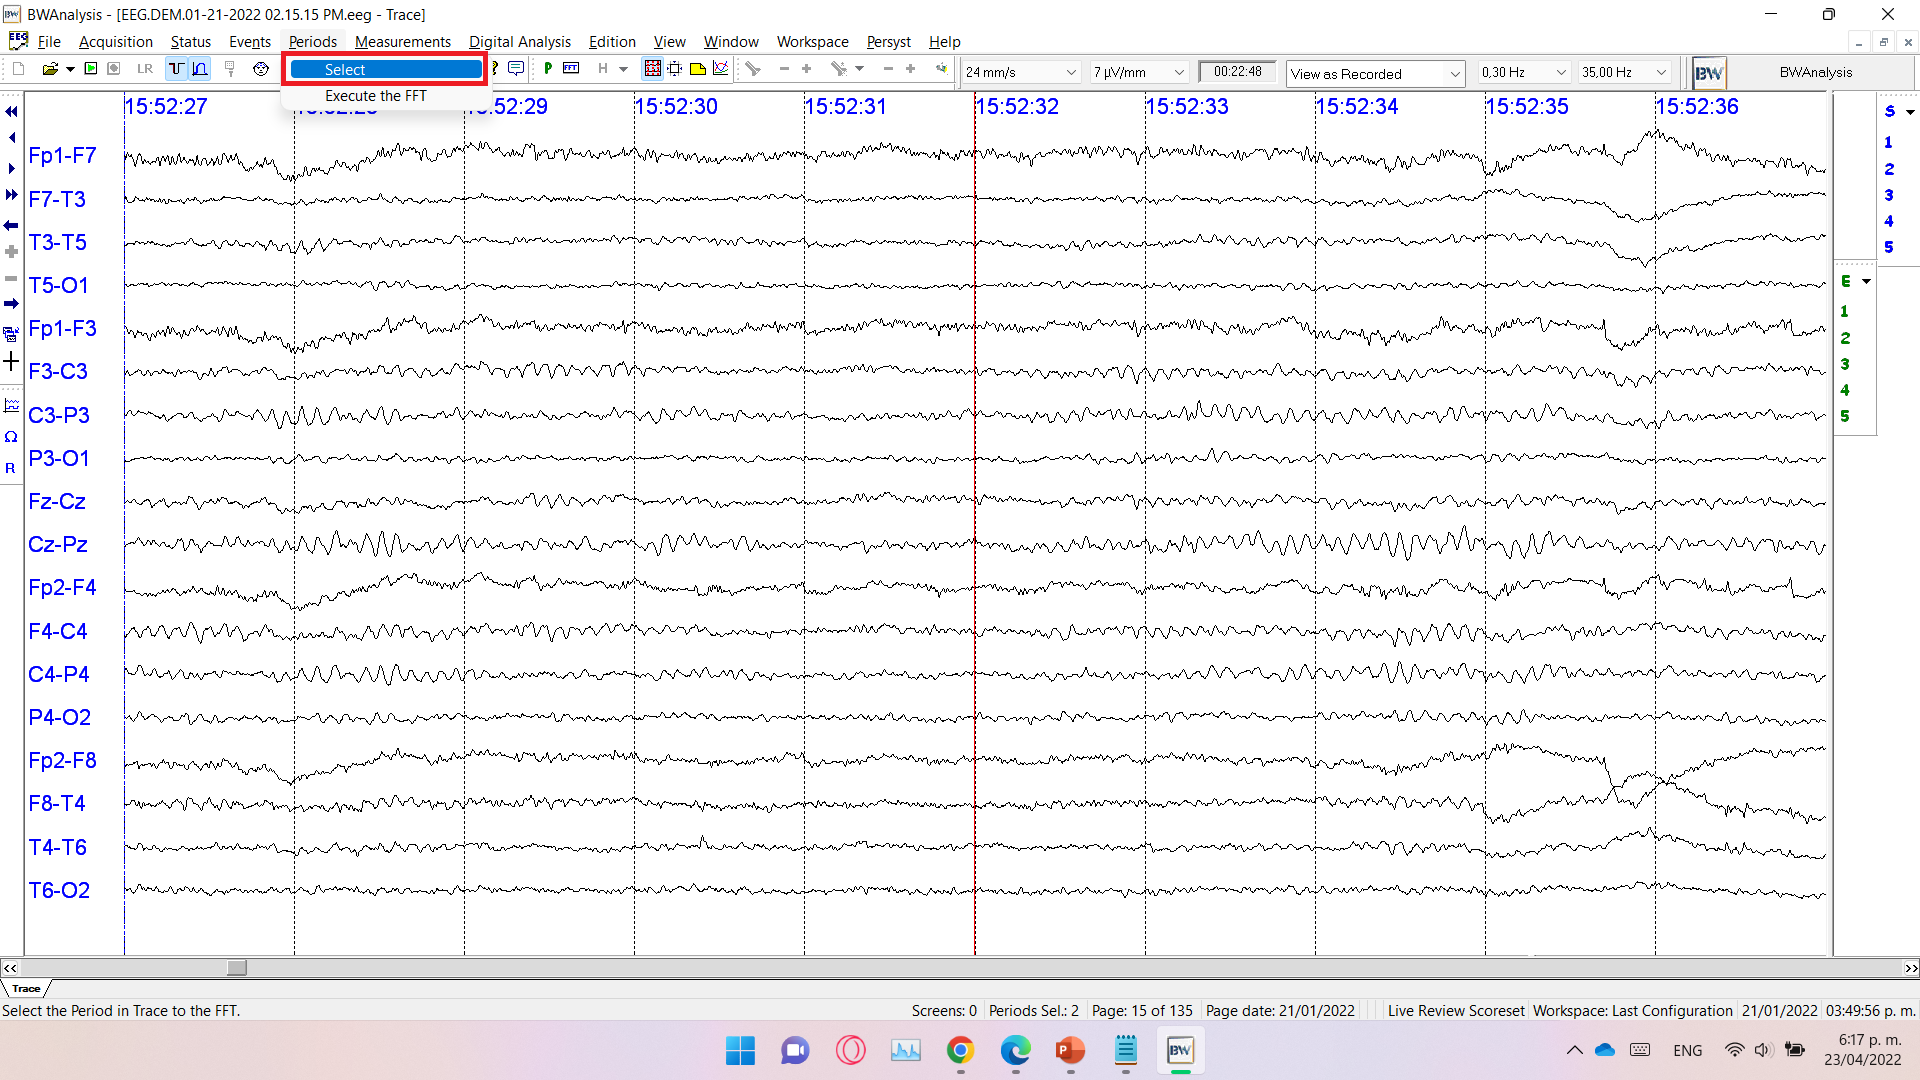 BWAnalysis - [EEG.DEM.01-21-2022 02.15.15 PM.eeg - Trace]
File Acquisition Status Events Periods Measurements Digital Analysis Edition View Window Workspace Persyst Help
LR P FFT H 24 mm/s 7 µV/mm 00:22:48 View as Recorded 0,30 Hz 35,00 Hz BW BWAnalysis
Select
Execute the FFT
15:52:27 15:52:29 15:52:30 15:52:31 15:52:32 15:52:33 15:52:34 15:52:35 15:52:36
Fp1-F7
F7-T3
T3-T5
T5-O1
Fp1-F3
F3-C3
C3-P3
P3-O1
Fz-Cz
Cz-Pz
Fp2-F4
F4-C4
C4-P4
P4-O2
Fp2-F8
F8-T4
T4-T6
T6-O2
Ω
R
S
1
2
3
4
5
E
1
2
3
4
5
Trace
Select the Period in Trace to the FFT. Screens: 0 Periods Sel.: 2 Page: 15 of 135 Page date: 21/01/2022 Live Review Scoreset Workspace: Last Configuration 21/01/2022 03:49:56 p. m.
BW ENG 6:17 p. m.
23/04/2022